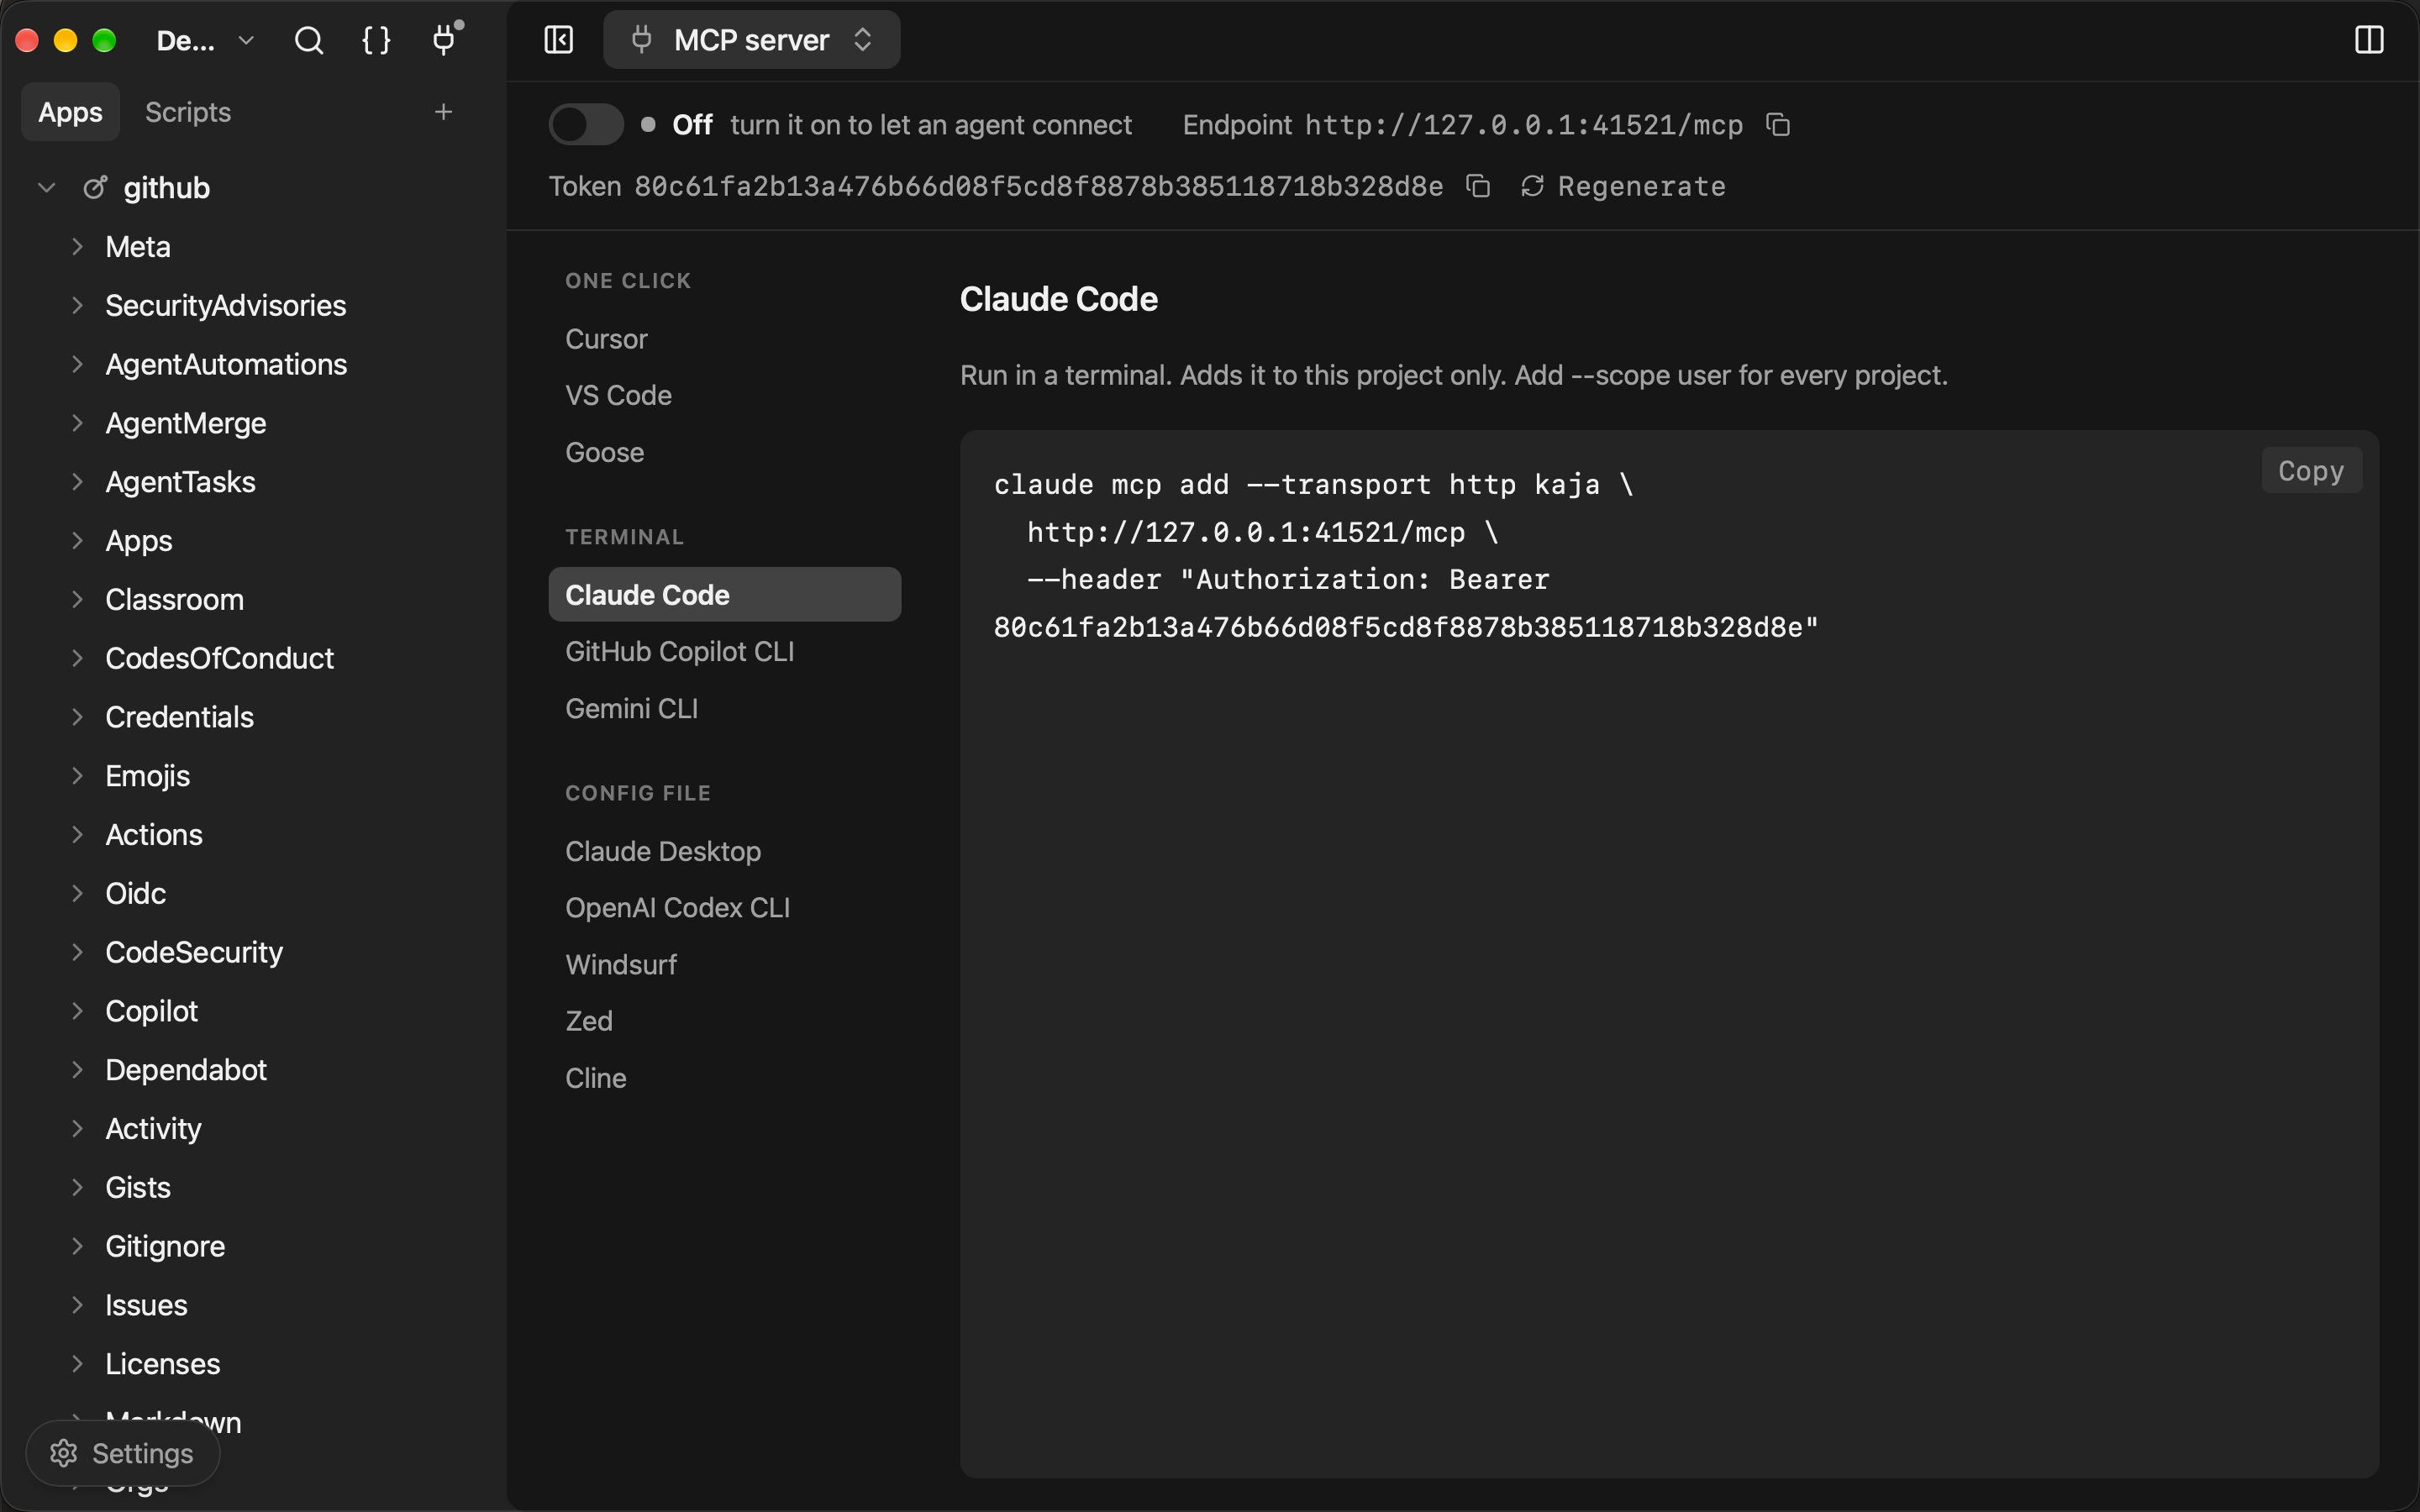 De...
Apps
Scripts
github
Meta
SecurityAdvisories
AgentAutomations
AgentMerge
AgentTasks
Apps
Classroom
CodesOfConduct
Credentials
Emojis
Actions
Oidc
CodeSecurity
Copilot
Dependabot
Activity
Gists
Gitignore
Issues
Licenses
Markdown
Settings
Orgs
MCP server
Off turn it on to let an agent connect Endpoint http://127.0.0.1:41521/mcp
Token 80c61fa2b13a476b66d08f5cd8f8878b385118718b328d8e Regenerate
ONE CLICK
Cursor
VS Code
Goose
TERMINAL
Claude Code
GitHub Copilot CLI
Gemini CLI
CONFIG FILE
Claude Desktop
OpenAI Codex CLI
Windsurf
Zed
Cline
Claude Code
Run in a terminal. Adds it to this project only. Add --scope user for every project.
Copy
claude mcp add --transport http kaja \
http://127.0.0.1:41521/mcp \
--header "Authorization: Bearer
80c61fa2b13a476b66d08f5cd8f8878b385118718b328d8e"